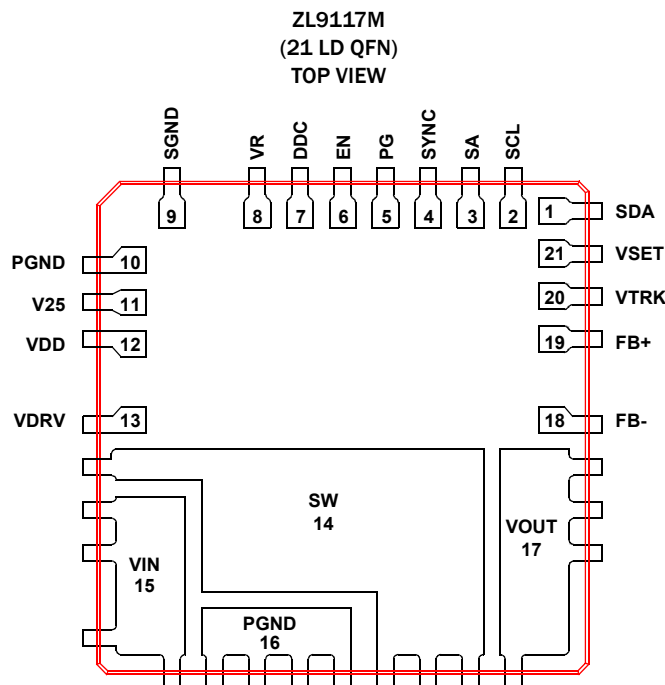 ZL9117M
(21 LD QFN)
TOP VIEW
SGND
VR
DDC
EN
PG
SYNC
SA
SCL
9
8
7
6
5
4
3
2
1 SDA
21 VSET
20 VTRK
19 FB+
18 FB-
PGND 10
V25 11
VDD 12
VDRV 13
SW
14
VOUT
17
VIN
15
PGND
16